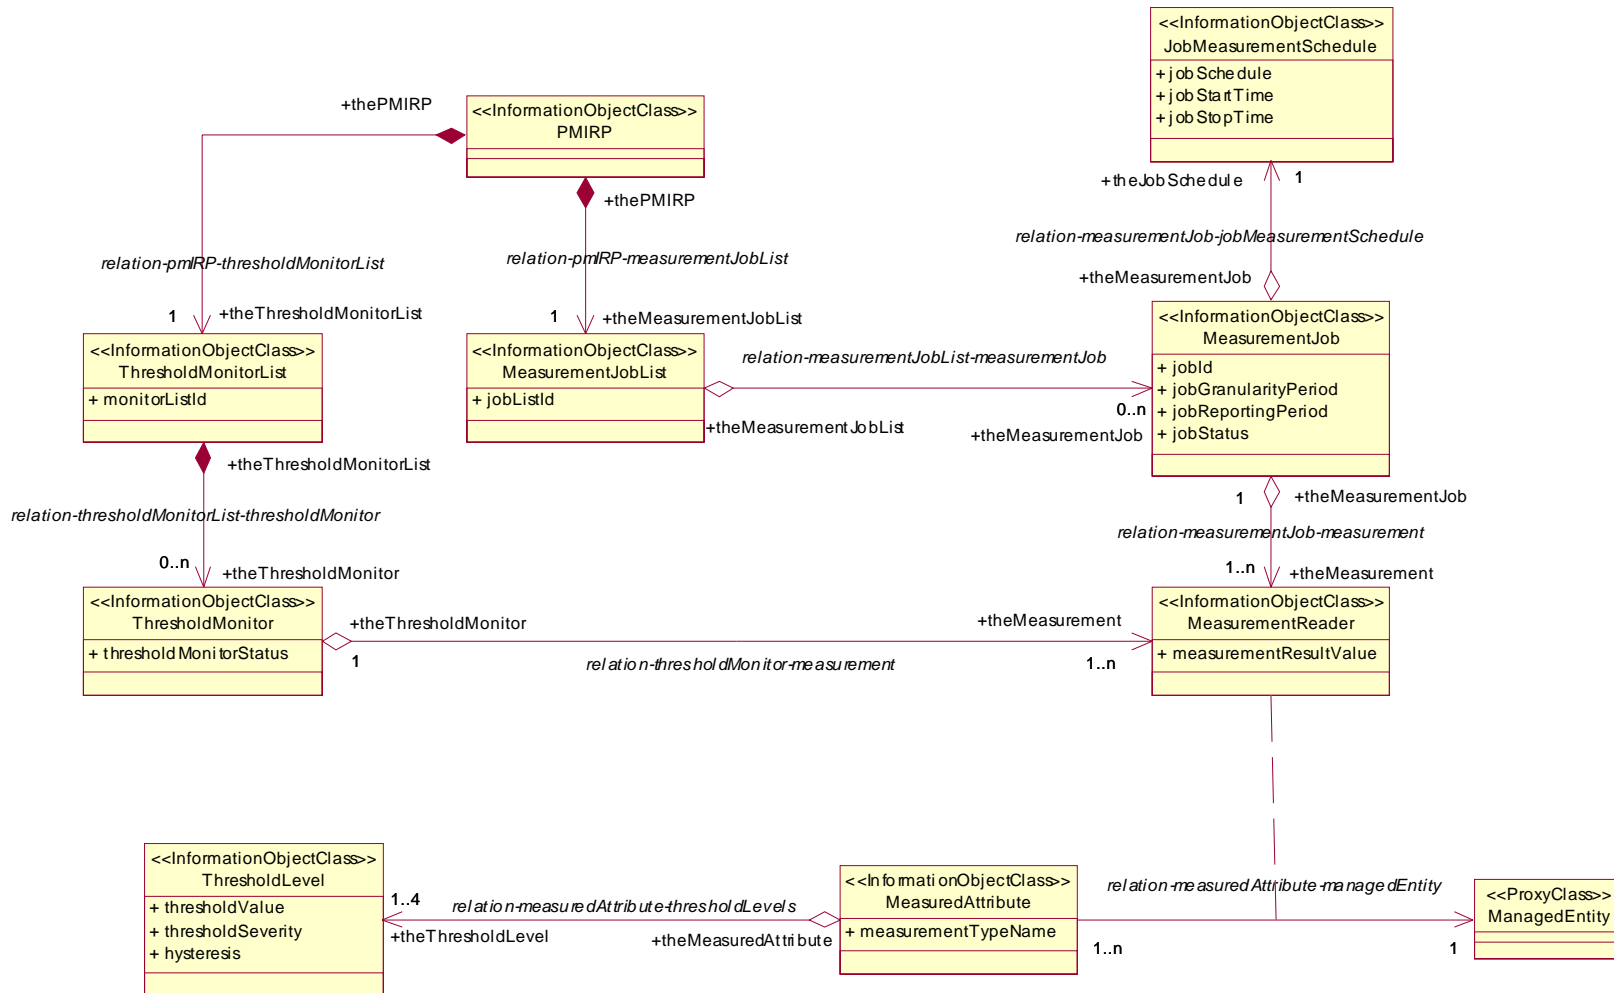 <<InformationObjectClass>>
JobMeasurementSchedule
+ jobSchedule
+ jobStartTime
+ jobStopTime
+thePMIRP
<<InformationObjectClass>>
PMIRP
+theJobSchedule
1
+thePMIRP
relation-measurementJob-jobMeasurementSchedule
relation-pmIRP-thresholdMonitorList
relation-pmIRP-measurementJobList
+theMeasurementJob
1
+theThresholdMonitorList
1
+theMeasurementJobList
<<InformationObjectClass>>
ThresholdMonitorList
+ monitorListId
<<InformationObjectClass>>
MeasurementJobList
+ jobListId
relation-measurementJobList-measurementJob
<<InformationObjectClass>>
MeasurementJob
+ jobId
+ jobGranularityPeriod
+ jobReportingPeriod
+ jobStatus
0..n
+theMeasurementJobList
+theMeasurementJob
+theThresholdMonitorList
1
+theMeasurementJob
relation-thresholdMonitorList-thresholdMonitor
relation-measurementJob-measurement
0..n
+theThresholdMonitor
1..n
+theMeasurement
<<InformationObjectClass>>
ThresholdMonitor
+ thresholdMonitorStatus
+theThresholdMonitor
1
relation-thresholdMonitor-measurement
+theMeasurement
1..n
<<InformationObjectClass>>
MeasurementReader
+ measurementResultValue
<<InformationObjectClass>>
ThresholdLevel
+ thresholdValue
+ thresholdSeverity
+ hysteresis
1..4
relation-measuredAttribute-thresholdLevels
+theThresholdLevel
+theMeasuredAttribute
<<InformationObjectClass>>
MeasuredAttribute
+ measurementTypeName
relation-measuredAttribute-managedEntity
1..n
1
<<ProxyClass>>
ManagedEntity